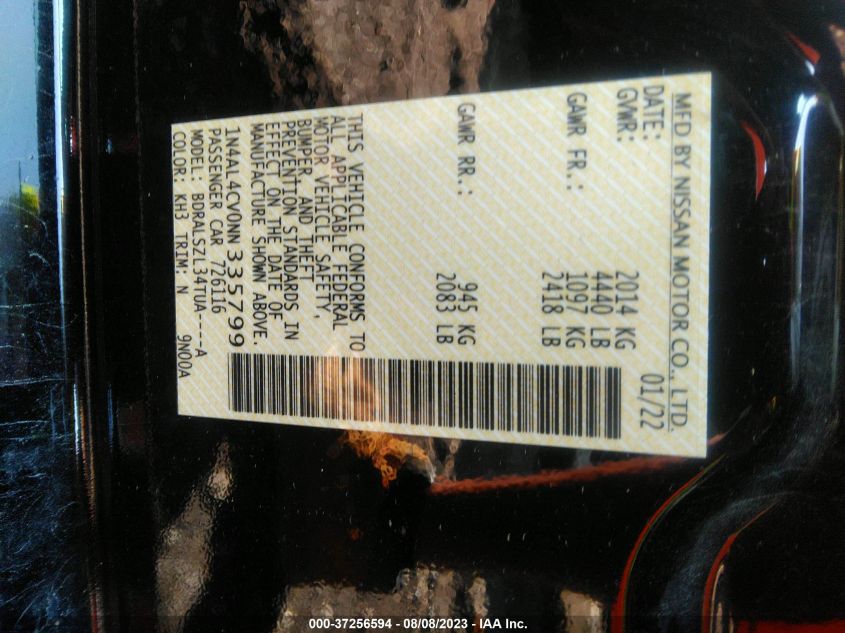 MFD BY NISSAN MOTOR CO., LTD.
DATE: 01/22
GVWR: 2014 KG
4440 LB
GAWR FR.: 1097 KG
2418 LB
GAWR RR.: 945 KG
2083 LB
THIS VEHICLE CONFORMS TO
ALL APPLICABLE FEDERAL
MOTOR VEHICLE SAFETY,
BUMPER, AND THEFT
PREVENTION STANDARDS IN
EFFECT ON THE DATE OF
MANUFACTURE SHOWN ABOVE.
1N4AL4CV0NN335799
PASSENGER CAR 726116
MODEL: BDRALSZL34TUA----A
COLOR: KH3 TRIM: N 9N00A
000-37256594 - 08/08/2023 - IAA Inc.